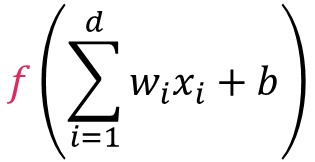 f(∑_{i=1}^{d} w_i x_i + b)